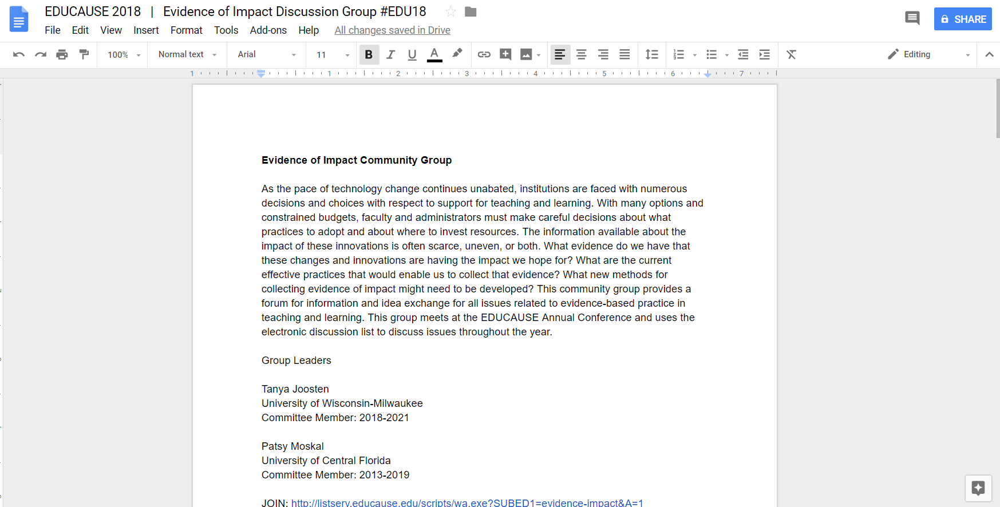 EDUCAUSE 2018 | Evidence of Impact Discussion Group #EDU18
File Edit View Insert Format Tools Add-ons Help All changes saved in Drive
SHARE
100% Normal text Arial 11 B I U A Editing
1 1 2 3 4 5 6 7
Evidence of Impact Community Group
As the pace of technology change continues unabated, institutions are faced with numerous
decisions and choices with respect to support for teaching and learning. With many options and
constrained budgets, faculty and administrators must make careful decisions about what
practices to adopt and about where to invest resources. The information available about the
impact of these innovations is often scarce, uneven, or both. What evidence do we have that
these changes and innovations are having the impact we hope for? What are the current
effective practices that would enable us to collect that evidence? What new methods for
collecting evidence of impact might need to be developed? This community group provides a
forum for information and idea exchange for all issues related to evidence-based practice in
teaching and learning. This group meets at the EDUCAUSE Annual Conference and uses the
electronic discussion list to discuss issues throughout the year.
Group Leaders
Tanya Joosten
University of Wisconsin-Milwaukee
Committee Member: 2018-2021
Patsy Moskal
University of Central Florida
Committee Member: 2013-2019
JOIN: http://listserv.educause.edu/scripts/wa.exe?SUBED1=evidence-impact&A=1